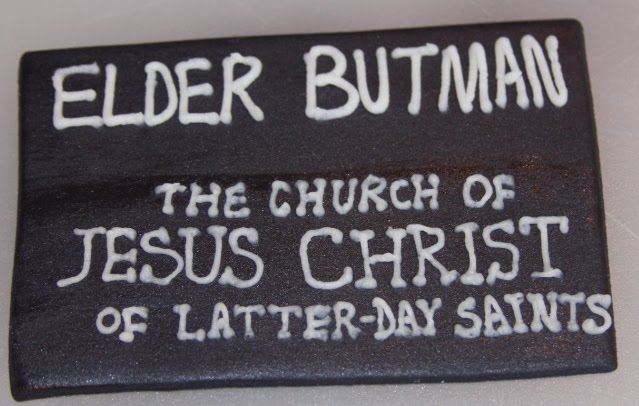 ELDER BUTMAN
THE CHURCH OF
JESUS CHRIST
OF LATTER-DAY SAINTS